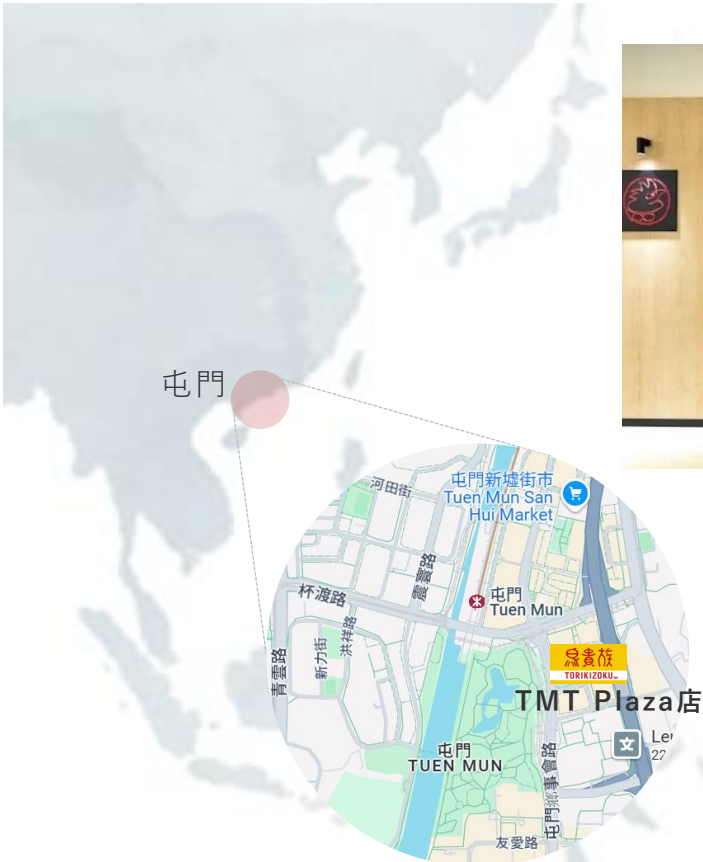 屯門
屯門新墟街市
Tuen Mun San
Hui Market
河田街
震寰路
屯門
Tuen Mun
杯渡路
洪祥路
新力街
青雲路
鳥貴族
TORIKIZOKU
TMT Plaza店
文
屯門
TUEN MUN
屯門鄉事會路
友愛路